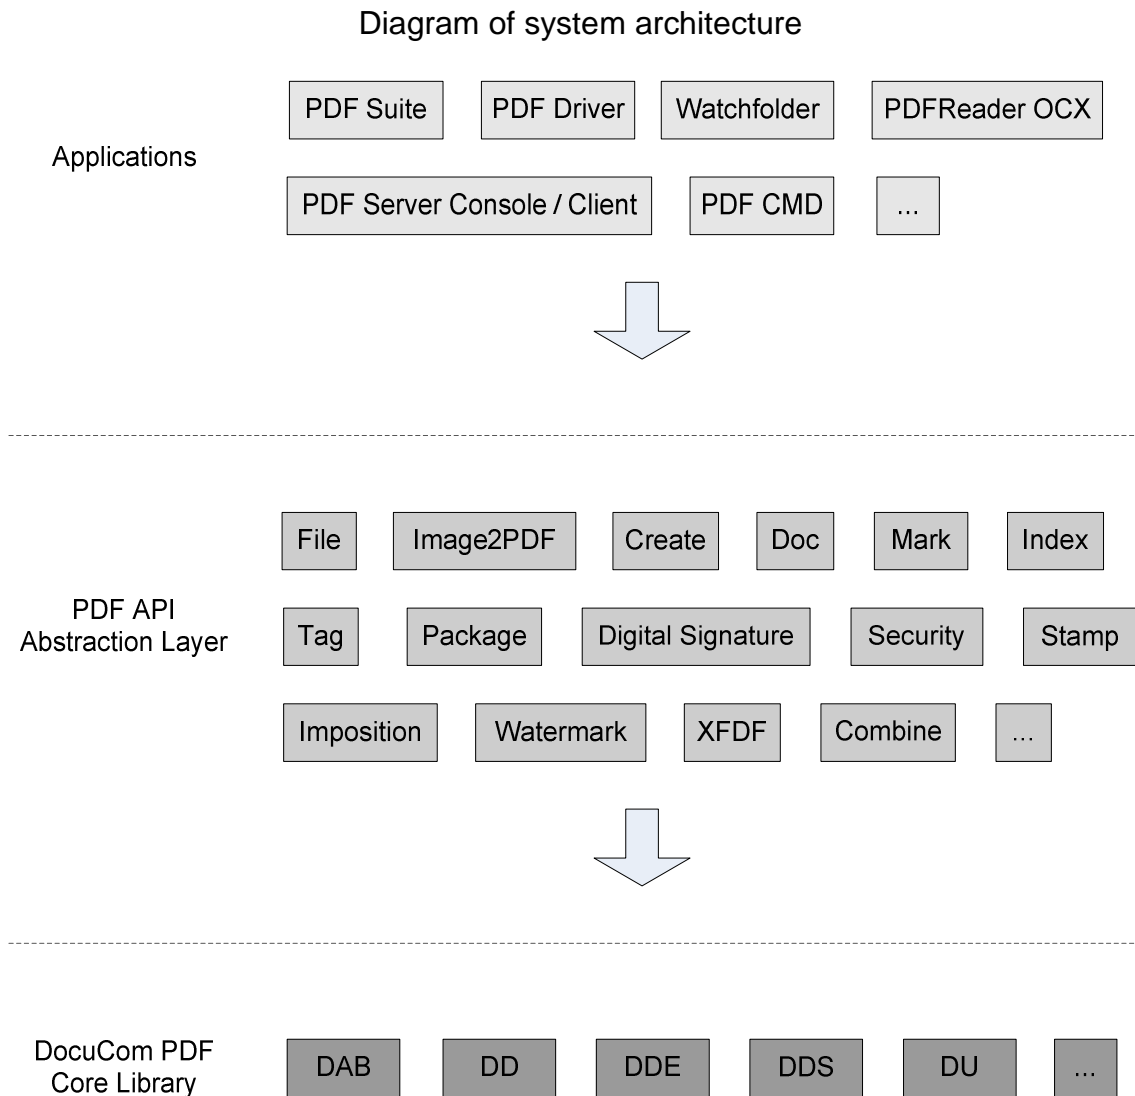 Diagram of system architecture
Applications
PDF Suite
PDF Driver
Watchfolder
PDFReader OCX
PDF Server Console / Client
PDF CMD
...
PDF API
Abstraction Layer
File
Image2PDF
Create
Doc
Mark
Index
Tag
Package
Digital Signature
Security
Stamp
Imposition
Watermark
XFDF
Combine
...
DocuCom PDF
Core Library
DAB
DD
DDE
DDS
DU
...